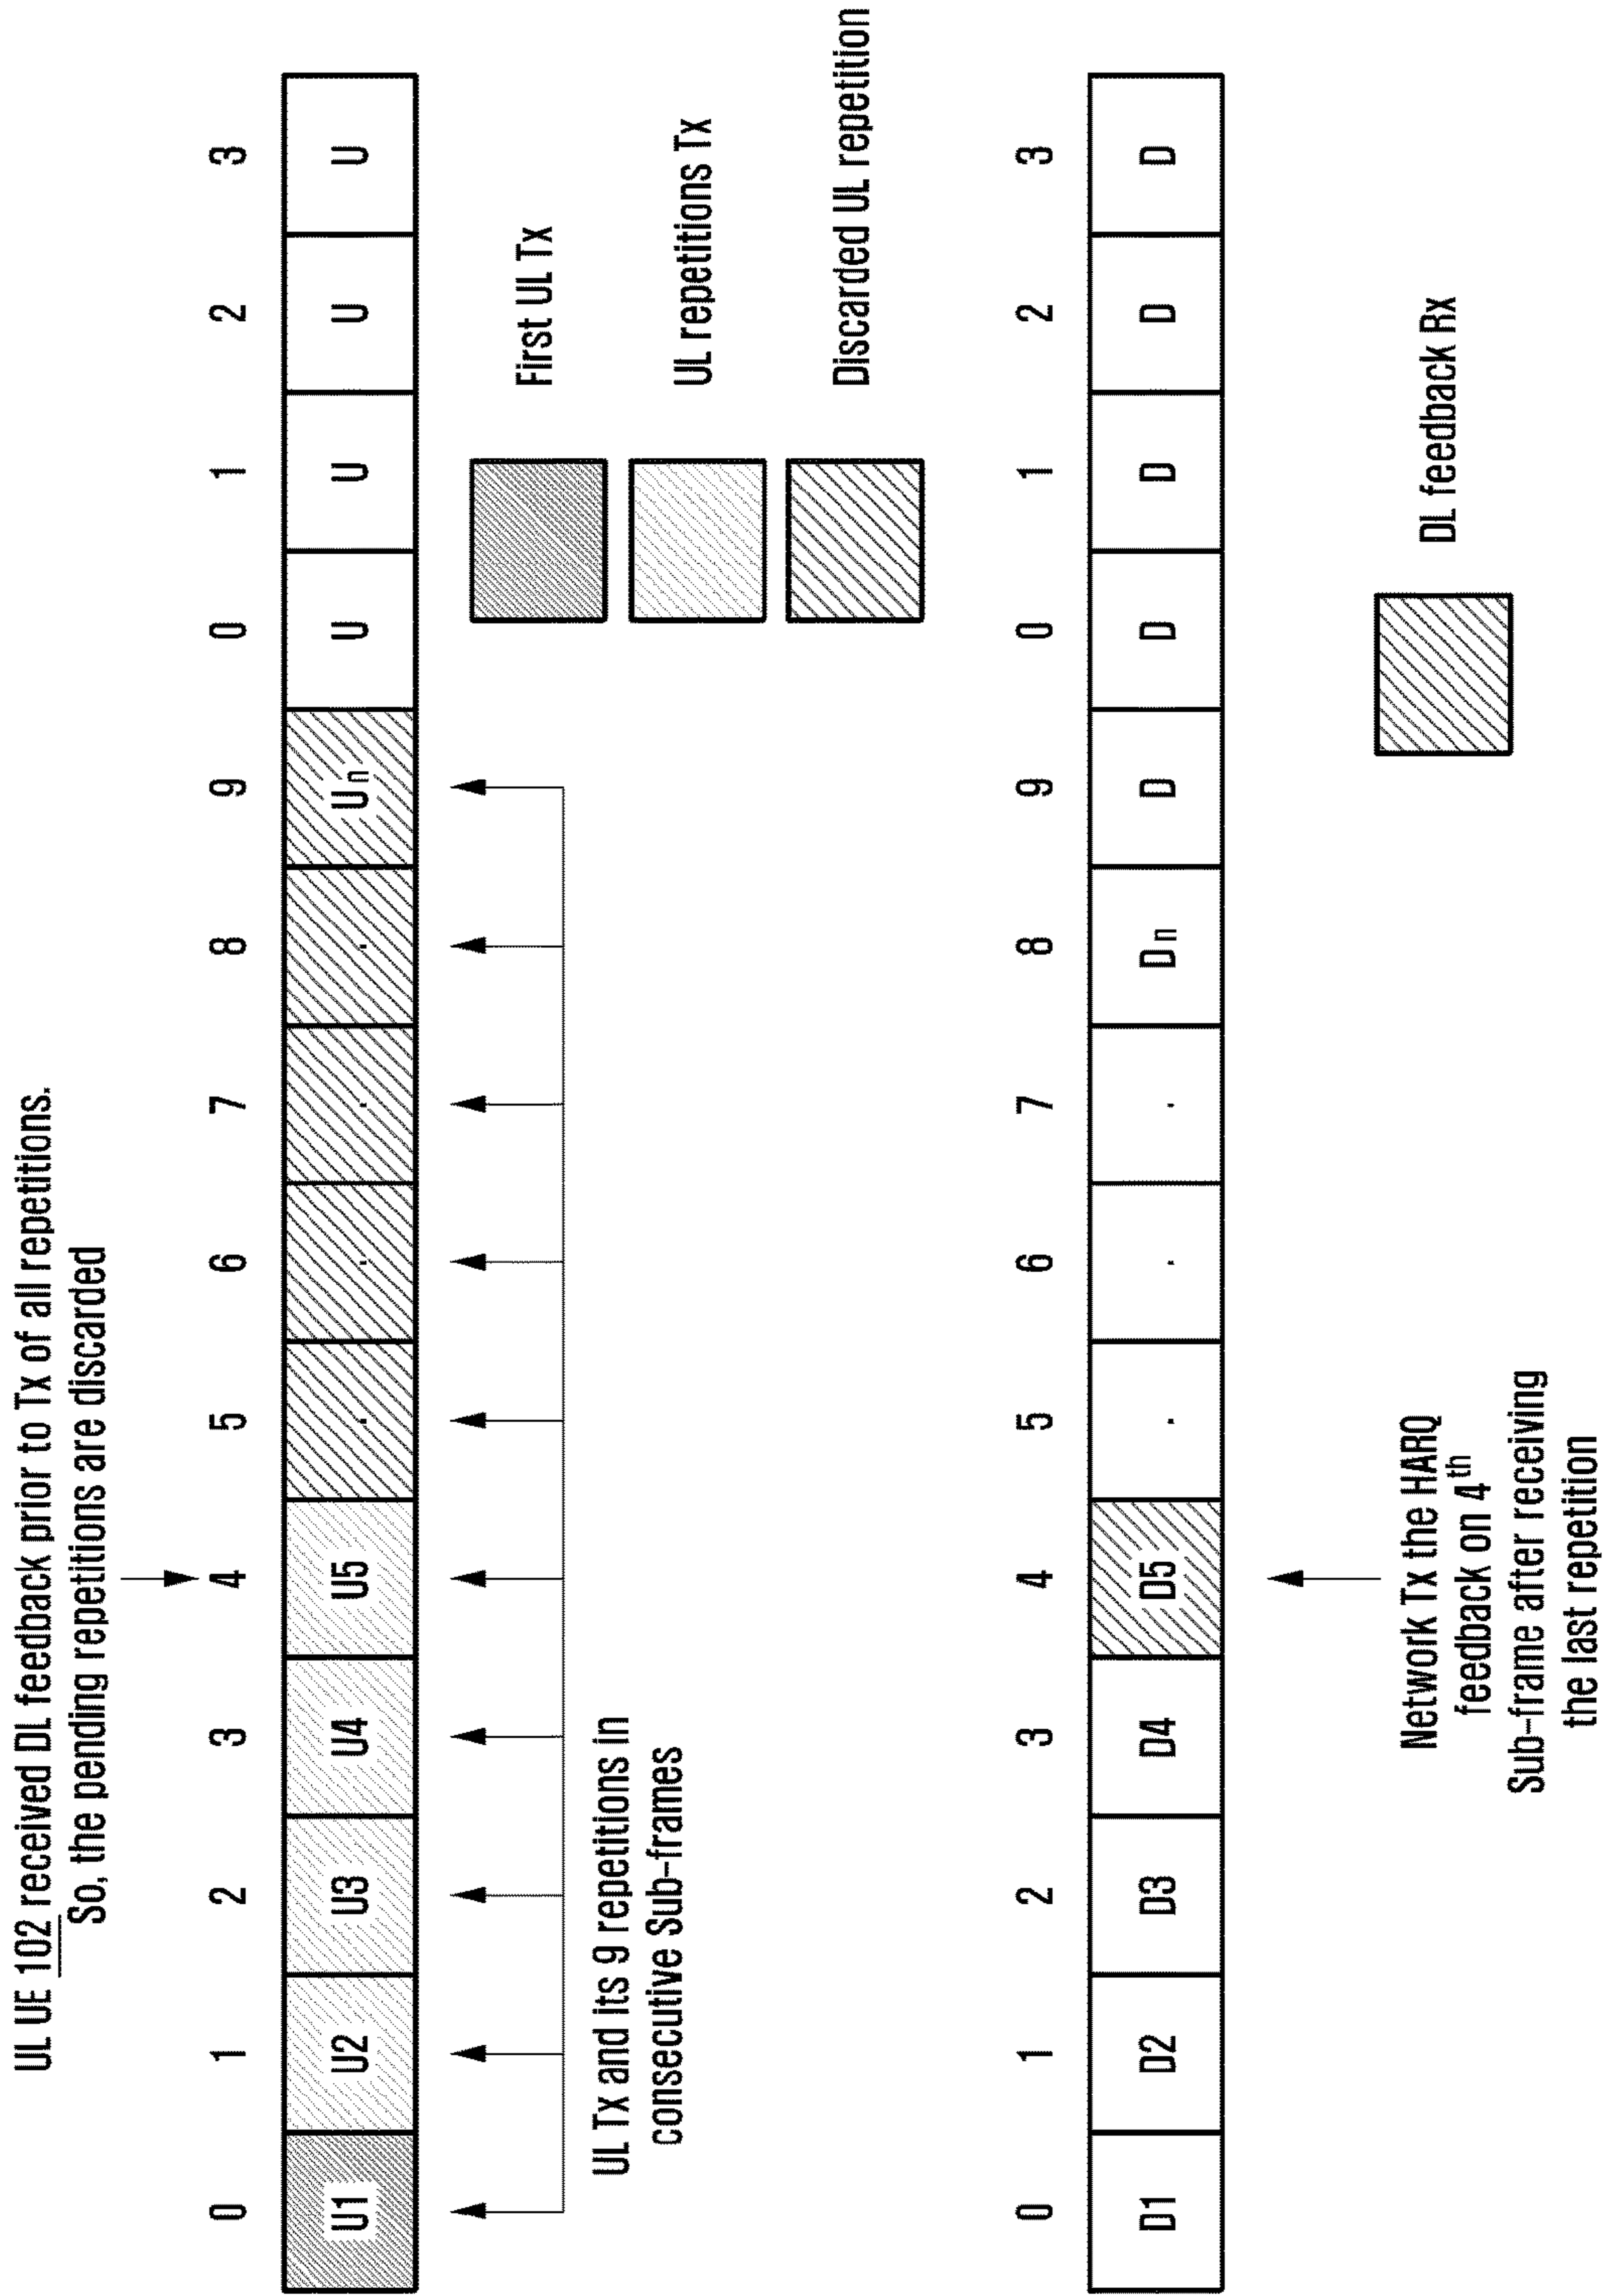 UL UE 102 received DL feedback prior to Tx of all repetitions.
So, the pending repetitions are discarded
0 1 2 3 4 5 6 7 8 9 0 1 2 3
U1 U2 U3 U4 U5 . . . . Un U U U U
UL Tx and its 9 repetitions in
consecutive Sub-frames
First UL Tx
UL repetitions Tx
Discarded UL repetition
0 1 2 3 4 5 6 7 8 9 0 1 2 3
D1 D2 D3 D4 D5 . . . Dn D D D D D
Network Tx the HARQ
feedback on 4th
Sub-frame after receiving
the last repetition
DL feedback Rx